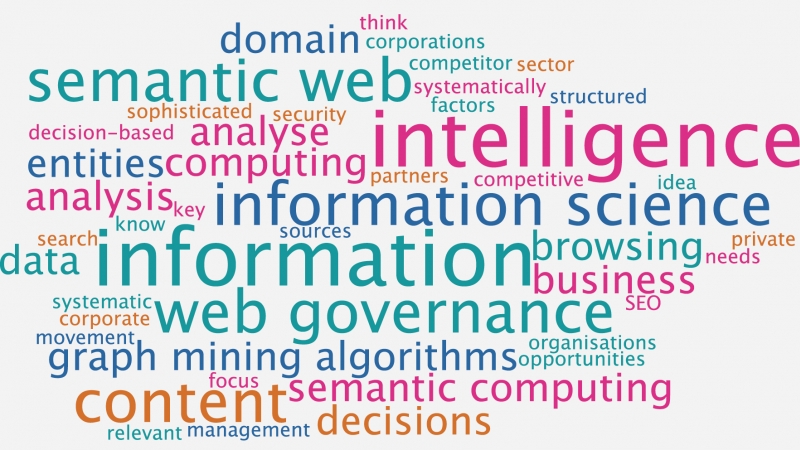 think
domain corporations
competitor sector
semantic web systematically
factors structured
sophisticated security
decision-based analyse intelligence
entities computing
partners competitive idea
analysis key information science
know sources
search private
data information browsing needs
business
systematic web governance SEO
corporate
movement organisations
graph mining algorithms opportunities
focus semantic computing
content decisions
relevant management